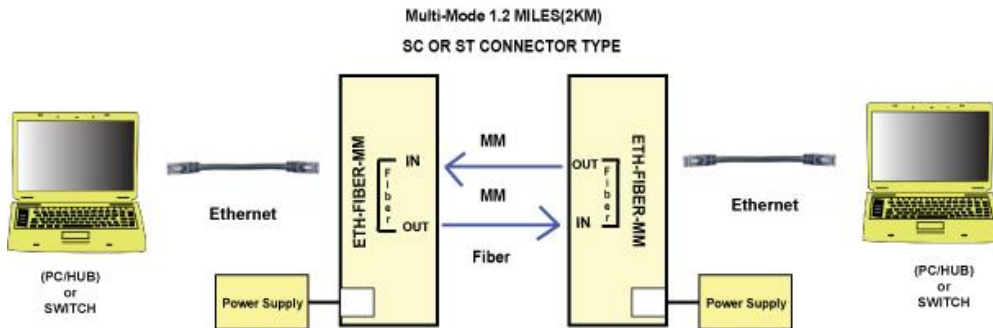 Multi-Mode 1.2 MILES(2KM)
SC OR ST CONNECTOR TYPE
Ethernet
(PC/HUB)
or
SWITCH
Power Supply
ETH-FIBER-MM
Fiber
IN
OUT
MM
MM
Fiber
OUT
IN
Fiber
ETH-FIBER-MM
Power Supply
Ethernet
(PC/HUB)
or
SWITCH